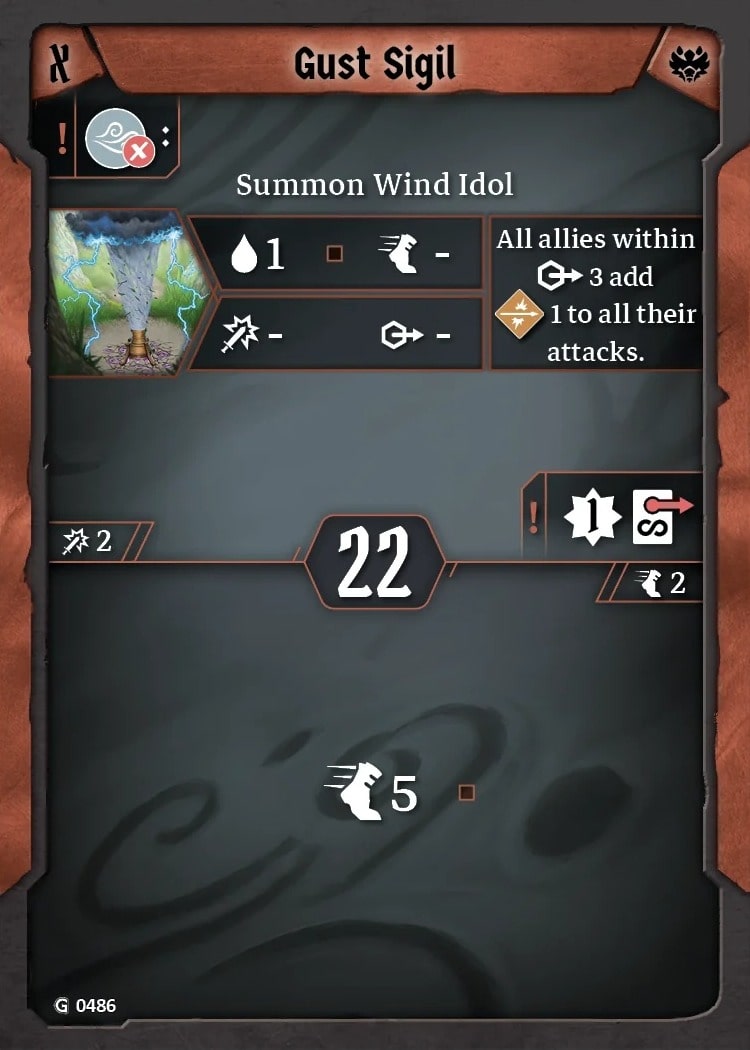 X
Gust Sigil
! :
Summon Wind Idol
1 -
- -
All allies within
3 add
1 to all their
attacks.
! 1
2
22
2
5
G 0486